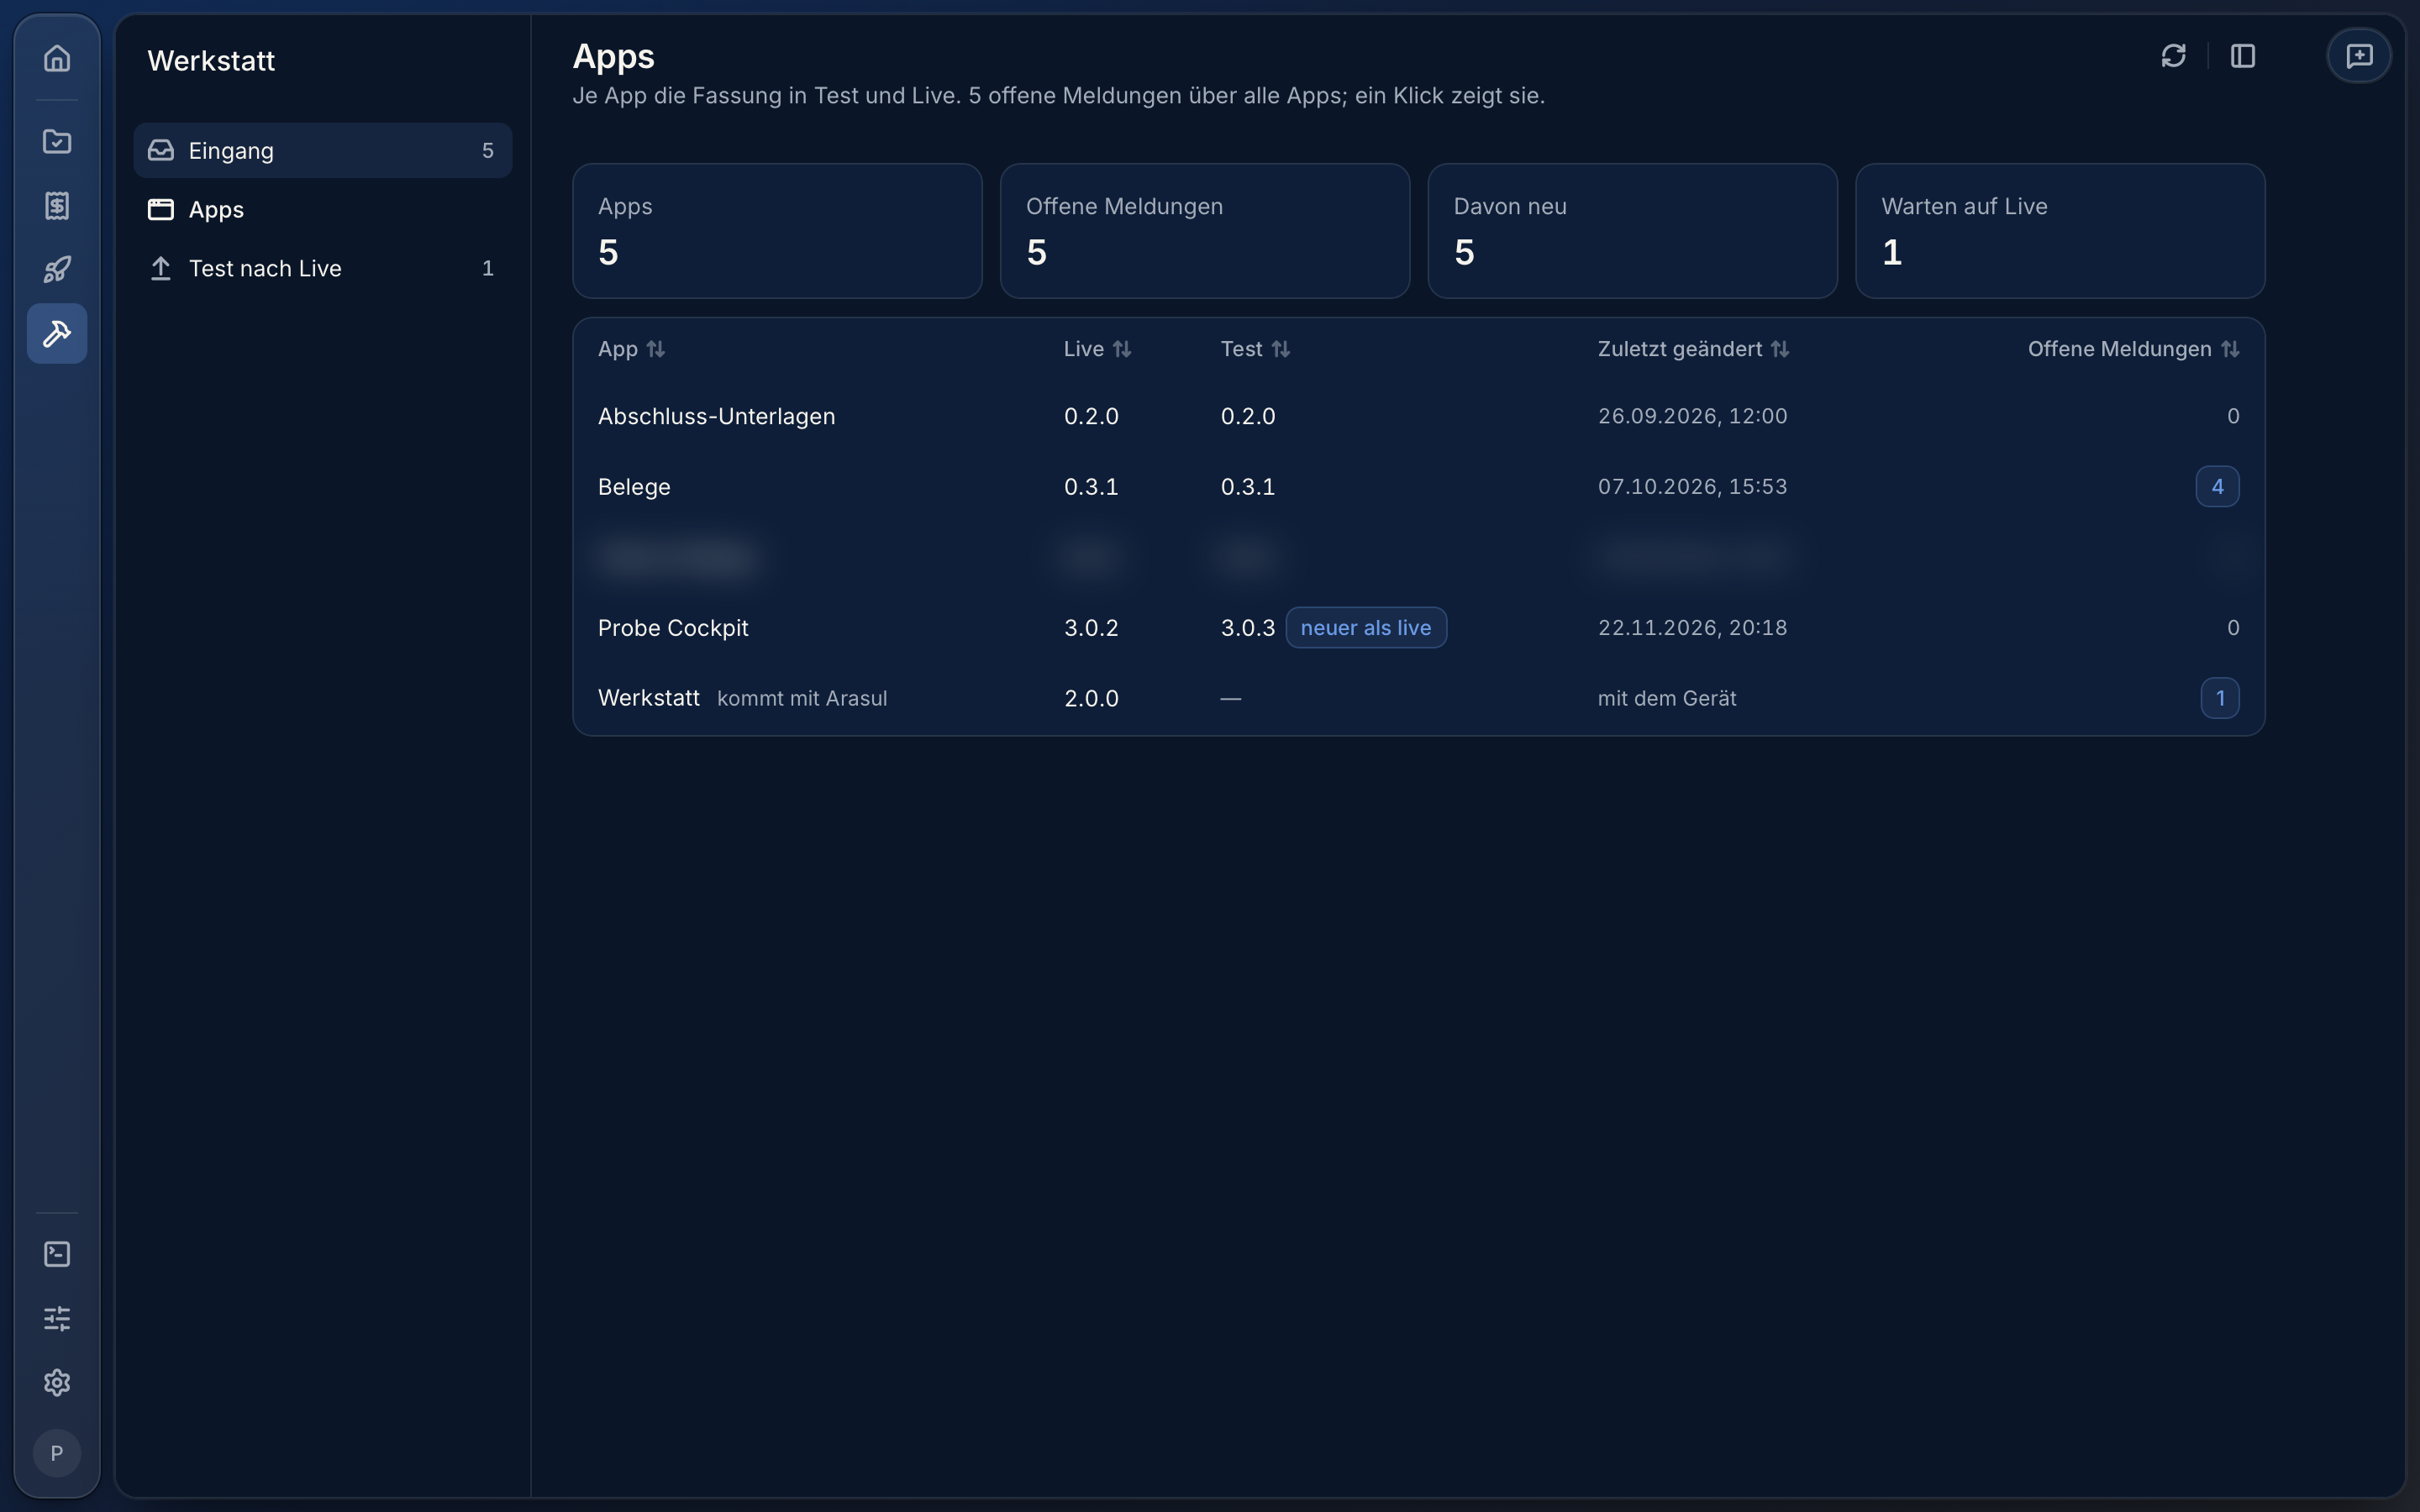 Werkstatt
Eingang 5
Apps
Test nach Live 1
P
Apps
Je App die Fassung in Test und Live. 5 offene Meldungen über alle Apps; ein Klick zeigt sie.
Apps
5
Offene Meldungen
5
Davon neu
5
Warten auf Live
1
App Live Test Zuletzt geändert Offene Meldungen
Abschluss-Unterlagen 0.2.0 0.2.0 26.09.2026, 12:00 0
Belege 0.3.1 0.3.1 07.10.2026, 15:53 4
Probe Cockpit 3.0.2 3.0.3 neuer als live 22.11.2026, 20:18 0
Werkstatt kommt mit Arasul 2.0.0 — mit dem Gerät 1